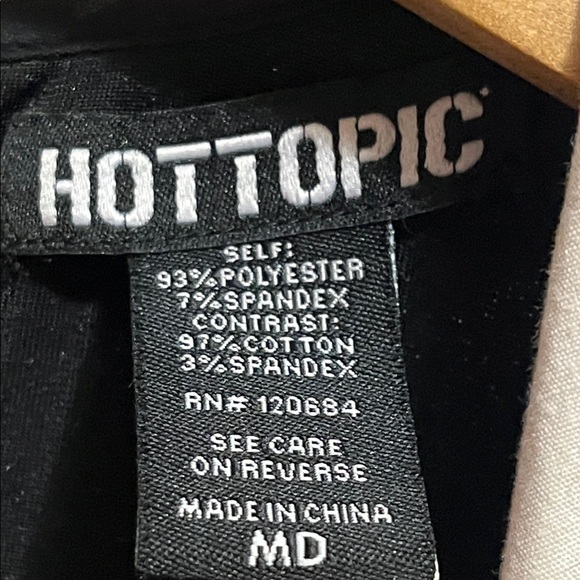 HOTTOPIC
SELF:
93%POLYESTER
7%SPANDEX
CONTRAST:
97%COTTON
3%SPANDEX
RN# 120684
SEE CARE
ON REVERSE
MADE IN CHINA
MD